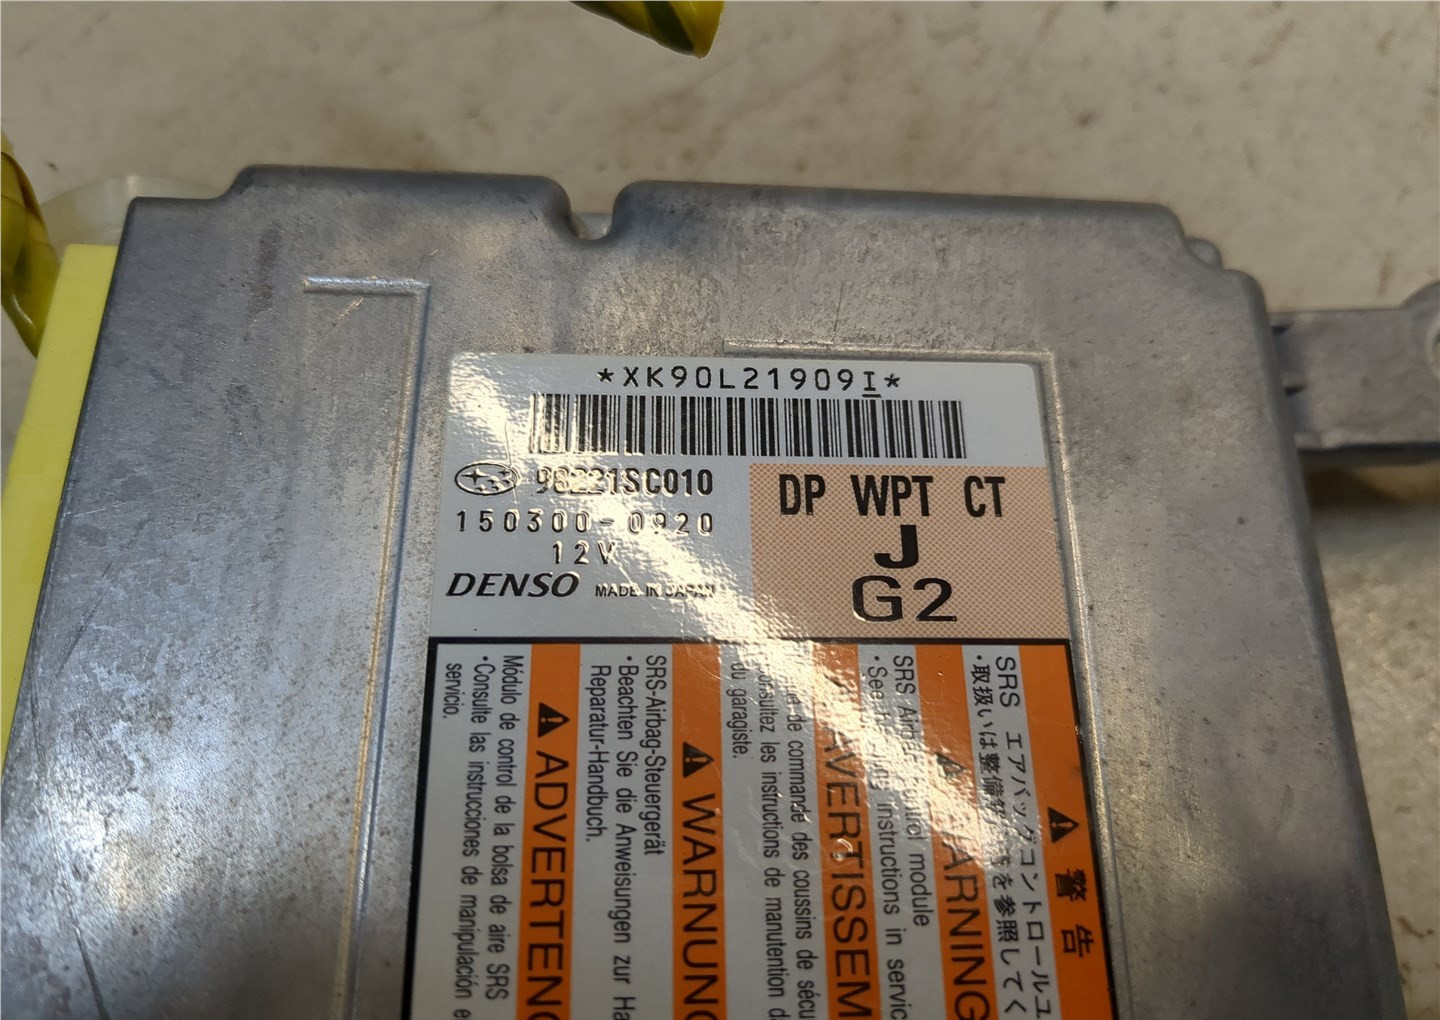 *XK90L21909I*
98221SC010
150300-0920
12V
DENSO MADE IN JAPAN
DP WPT CT
J
G2
警告
SRS エアバッグコントロールユ
・取扱いは整備 を参照してく
WARNING
SRS Airbag control module
・See instructions in servic
AVERTISSEM
de commande des coussins de sécu
les instructions de manutention da
du garagiste.
WARNUNG
SRS-Airbag-Steuergerät
・Beachten Sie die Anweisungen zur Ha
Reparatur-Handbuch.
ADVERTENC
Módulo de control de la bolsa de aire SRS
・Consulte las instrucciones de manipulación e
servicio.